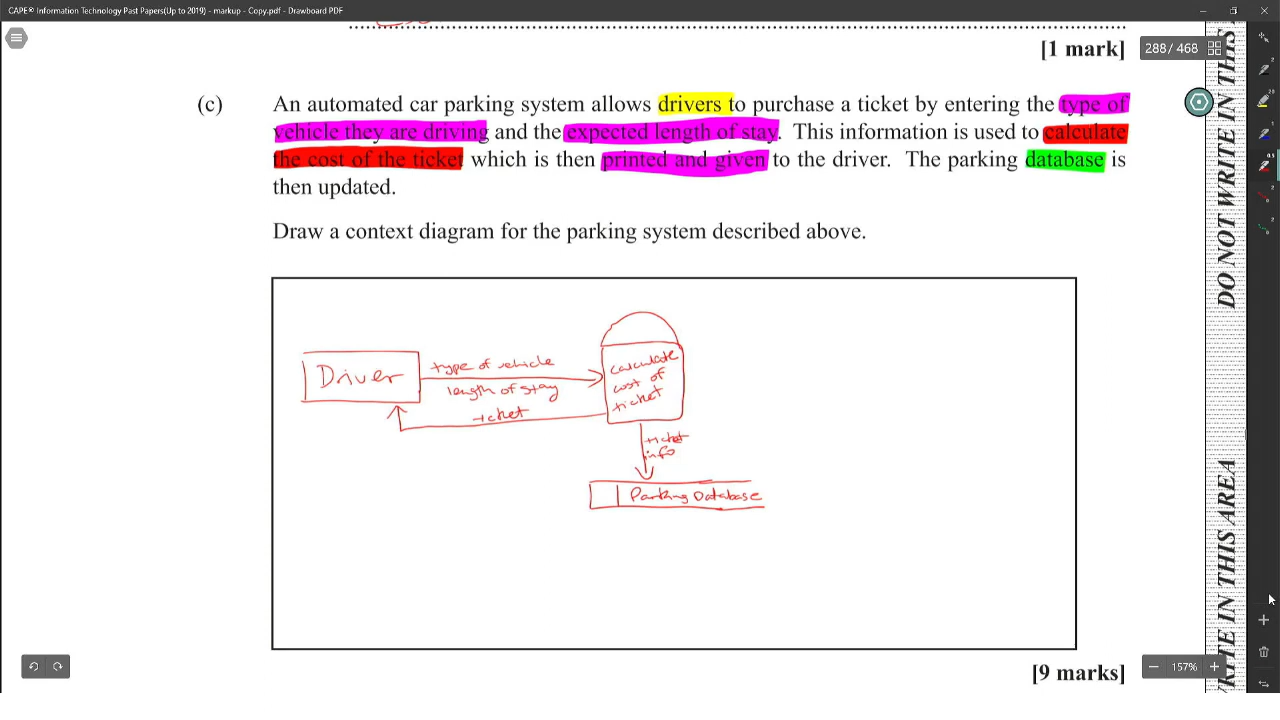 CAPE® Information Technology Past Papers(Up to 2019) - markup - Copy.pdf - Drawboard PDF
[1 mark]
288/ 468
(c) An automated car parking system allows drivers to purchase a ticket by entering the type of
vehicle they are driving and the expected length of stay. This information is used to calculate
the cost of the ticket which is then printed and given to the driver. The parking database is
then updated.
Draw a context diagram for the parking system described above.
Driver
type of vehicle
length of stay
ticket
calculate
cost of
ticket
ticket
info
Parking Database
[9 marks]
157%
DO NOT WRITE IN THIS
WRITE IN THIS AREA